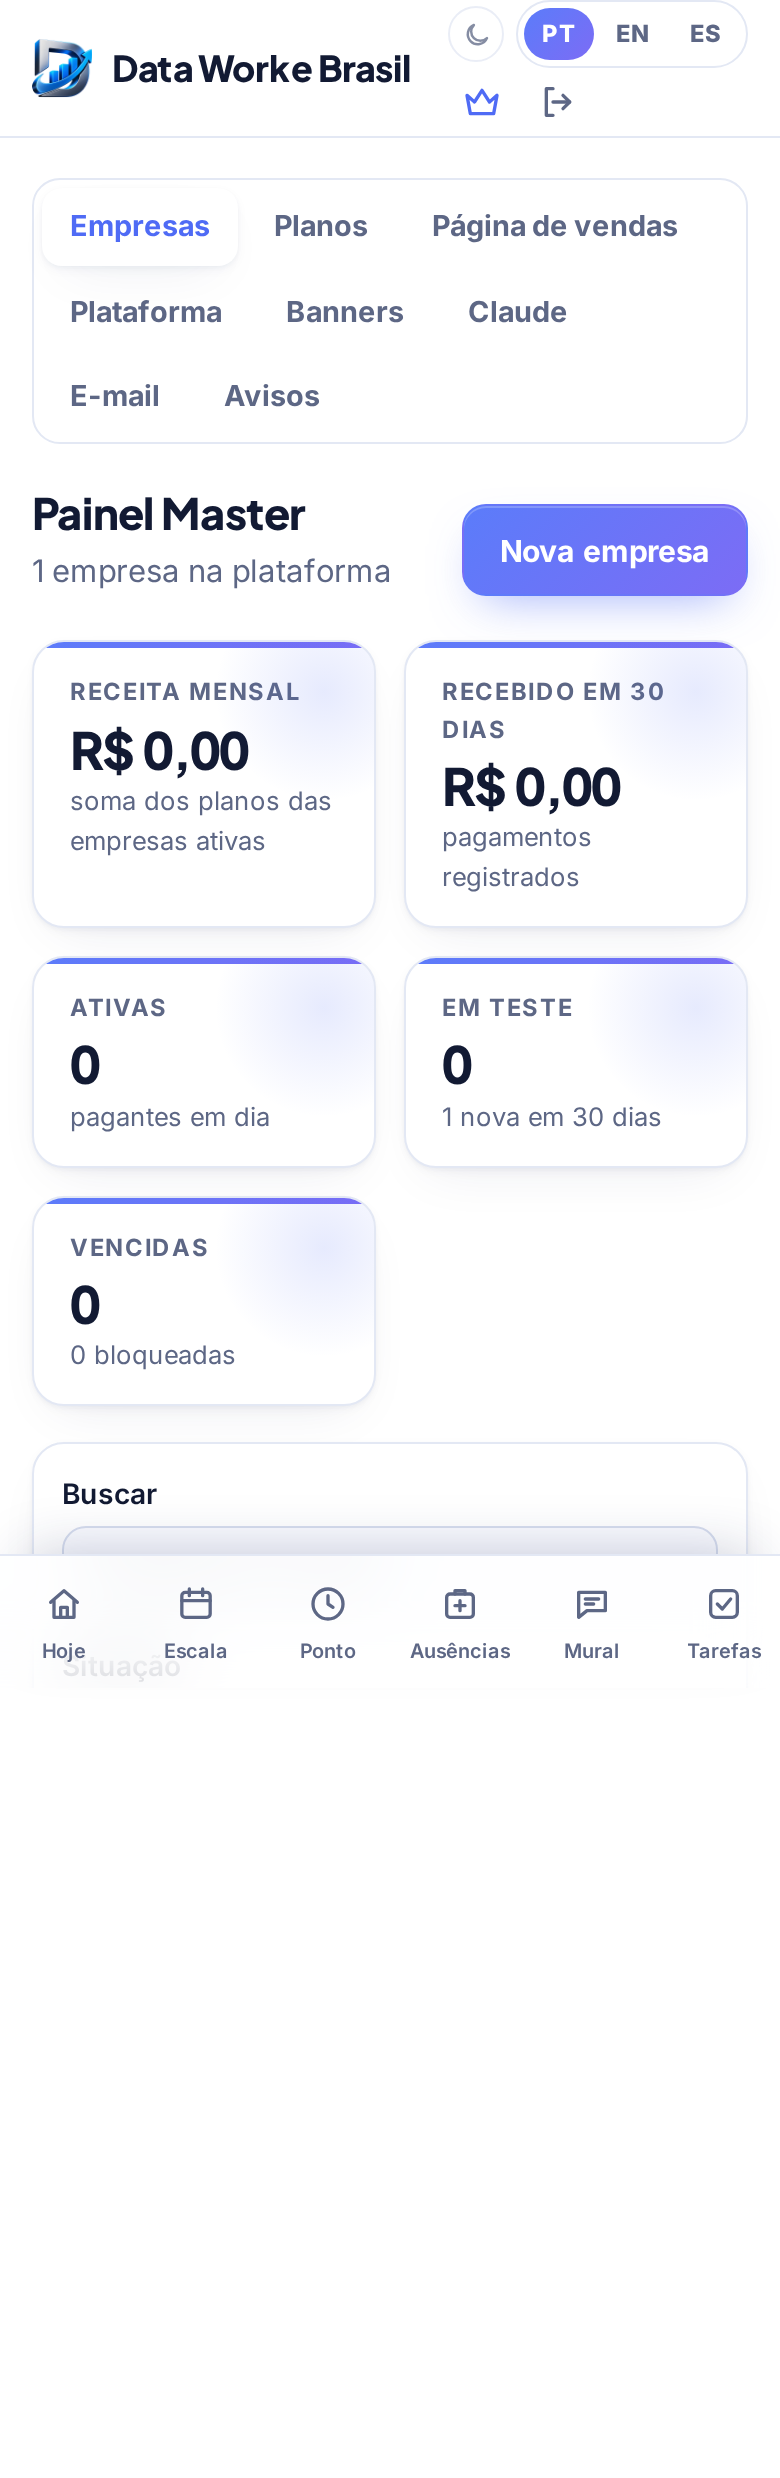 Data Worke Brasil
PT EN ES
Empresas Planos Página de vendas
Plataforma Banners Claude
E-mail Avisos
Painel Master
1 empresa na plataforma
Nova empresa
RECEITA MENSAL
R$ 0,00
soma dos planos das
empresas ativas
RECEBIDO EM 30
DIAS
R$ 0,00
pagamentos
registrados
ATIVAS
0
pagantes em dia
EM TESTE
0
1 nova em 30 dias
VENCIDAS
0
0 bloqueadas
Buscar
Situação
Hoje Escala Ponto Ausências Mural Tarefas